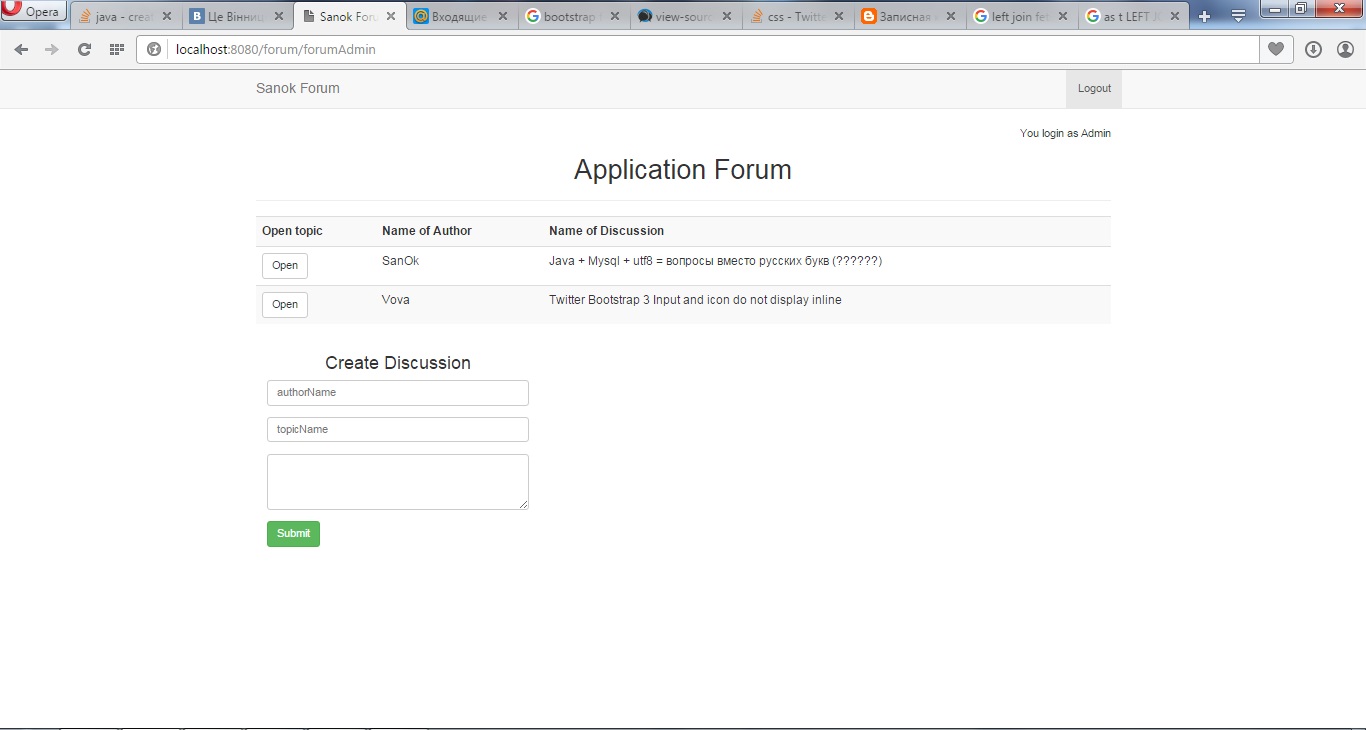 Opera
java - creat
Це Вінниц
Sanok Foru
Входящие
bootstrap
view-sourc
css - Twitte
Записная
left join fet
as t LEFT JO
localhost:8080/forum/forumAdmin
Sanok Forum
Logout
You login as Admin
Application Forum
Open topic Name of Author Name of Discussion
Open SanOk Java + Mysql + utf8 = вопросы вместо русских букв (??????)
Open Vova Twitter Bootstrap 3 Input and icon do not display inline
Create Discussion
authorName
topicName
Submit